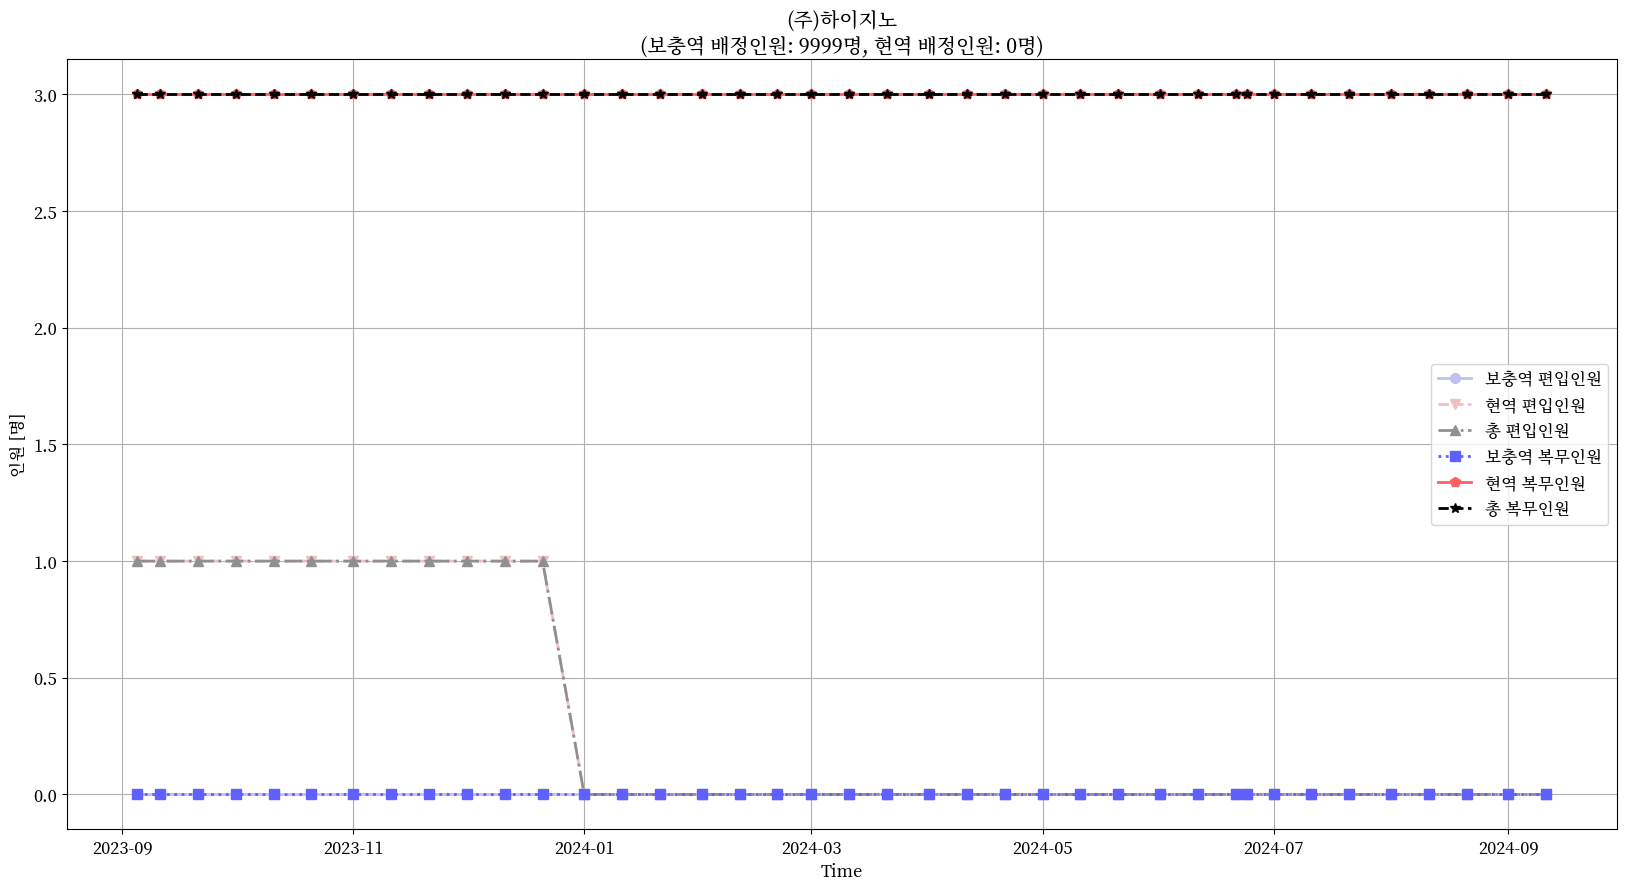 (주)하이지노
(보충역 배정인원: 9999명, 현역 배정인원: 0명)
3.0
2.5
2.0
1.5
1.0
0.5
0.0
인원 [명]
보충역 편입인원
현역 편입인원
총 편입인원
보충역 복무인원
현역 복무인원
총 복무인원
2023-09
2023-11
2024-01
2024-03
2024-05
2024-07
2024-09
Time